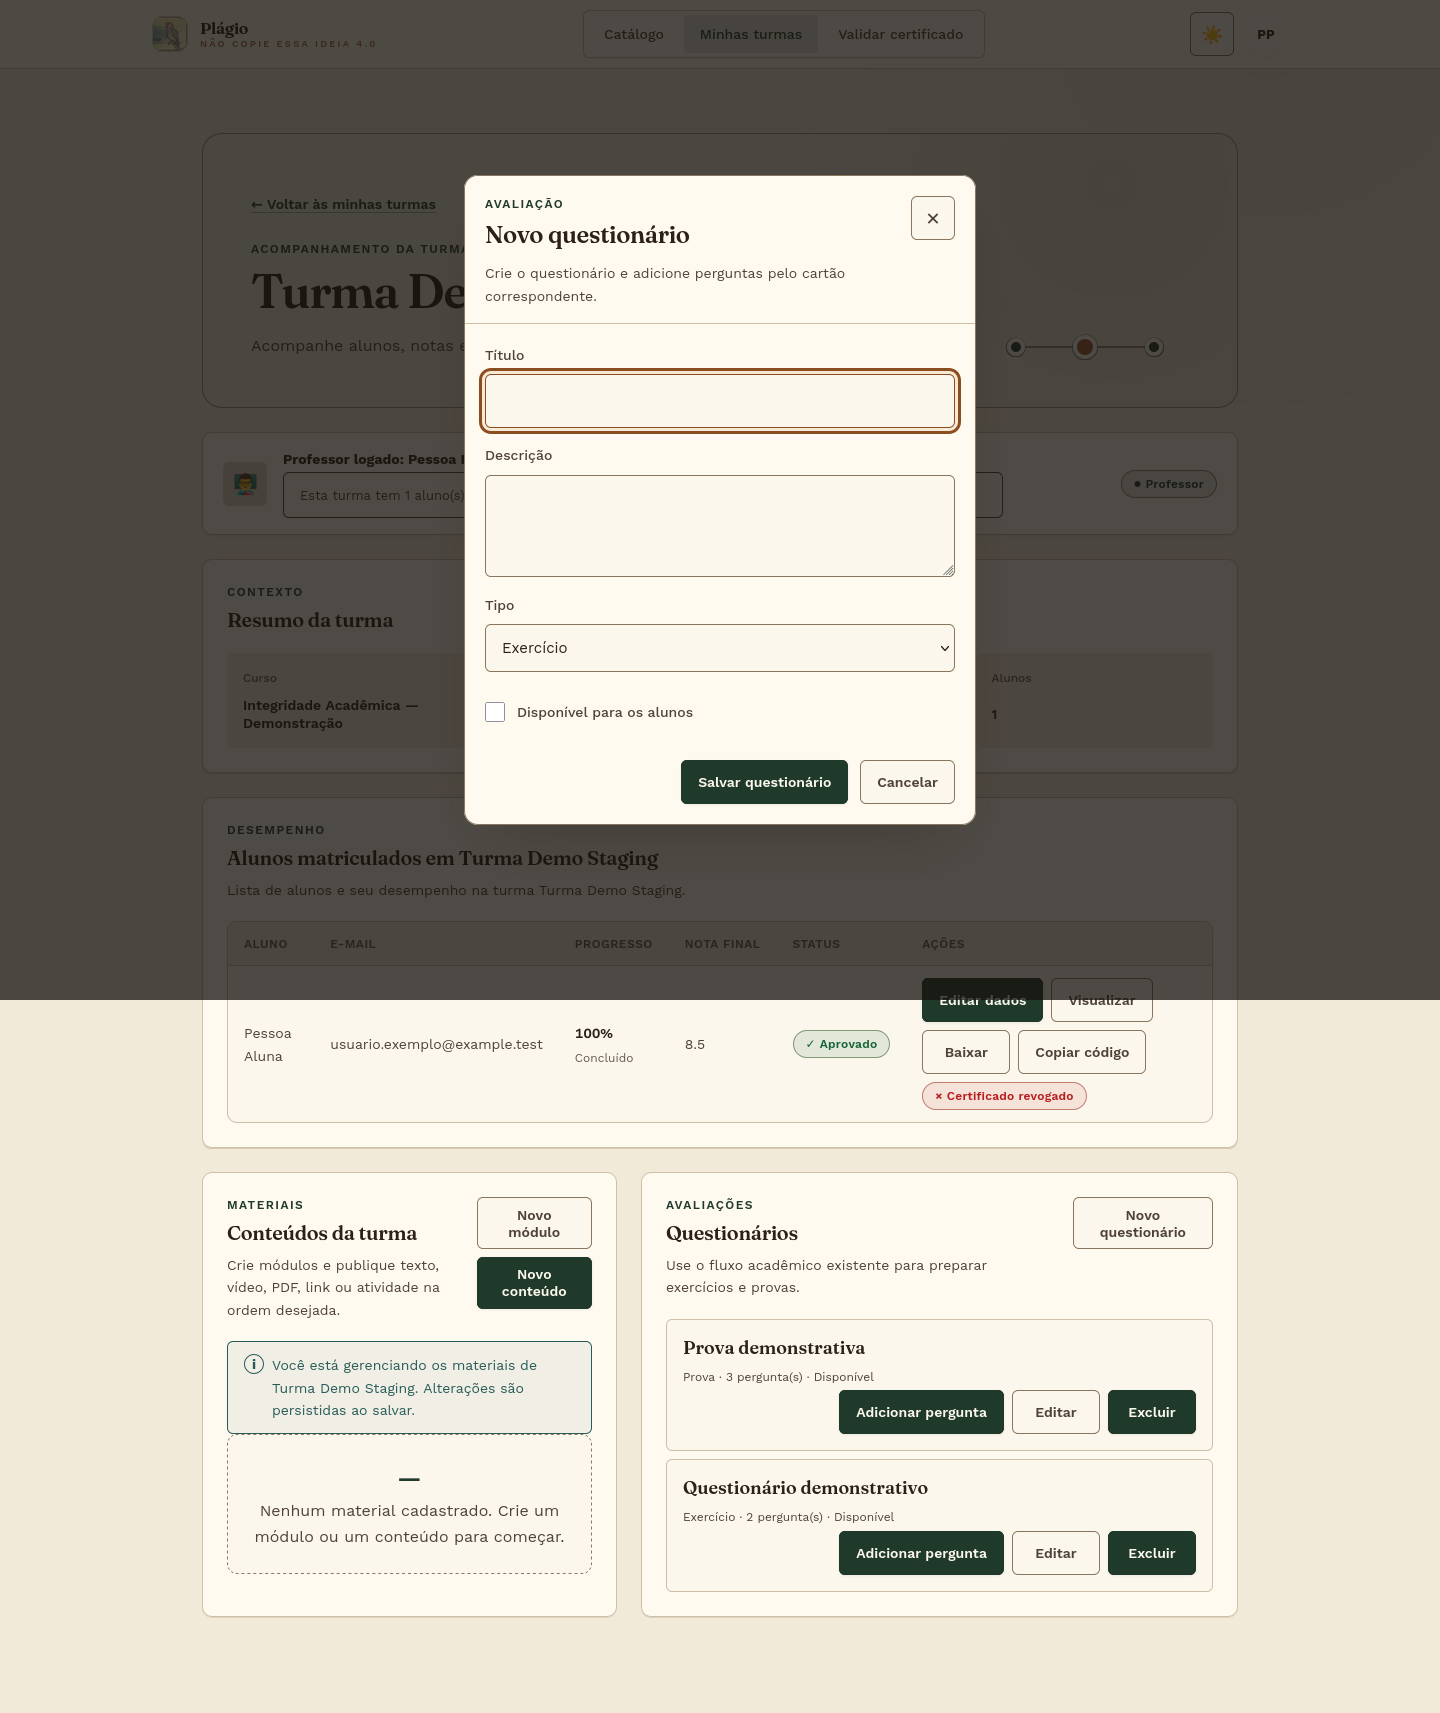 Plágio
NÃO COPIE ESSA IDEIA 4.0
Catálogo
Minhas turmas
Validar certificado
PP
← Voltar às minhas turmas
ACOMPANHAMENTO DA TURMA
Turma De
Acompanhe alunos, notas e
Professor logado: Pessoa
Esta turma tem 1 aluno(s)
● Professor
CONTEXTO
Resumo da turma
Curso
Integridade Acadêmica —
Demonstração
Alunos
1
AVALIAÇÃO
Novo questionário
×
Crie o questionário e adicione perguntas pelo cartão
correspondente.
Título
Descrição
Tipo
Exercício
Disponível para os alunos
Salvar questionário
Cancelar
DESEMPENHO
Alunos matriculados em Turma Demo Staging
Lista de alunos e seu desempenho na turma Turma Demo Staging.
ALUNO
E-MAIL
PROGRESSO
NOTA FINAL
STATUS
AÇÕES
Pessoa
Aluna
usuario.exemplo@example.test
100%
Concluído
8.5
✓ Aprovado
Editar dados
Visualizar
Baixar
Copiar código
× Certificado revogado
MATERIAIS
Conteúdos da turma
Crie módulos e publique texto,
vídeo, PDF, link ou atividade na
ordem desejada.
Novo
módulo
Novo
conteúdo
Você está gerenciando os materiais de
Turma Demo Staging. Alterações são
persistidas ao salvar.
—
Nenhum material cadastrado. Crie um
módulo ou um conteúdo para começar.
AVALIAÇÕES
Questionários
Use o fluxo acadêmico existente para preparar
exercícios e provas.
Novo
questionário
Prova demonstrativa
Prova · 3 pergunta(s) · Disponível
Adicionar pergunta
Editar
Excluir
Questionário demonstrativo
Exercício · 2 pergunta(s) · Disponível
Adicionar pergunta
Editar
Excluir